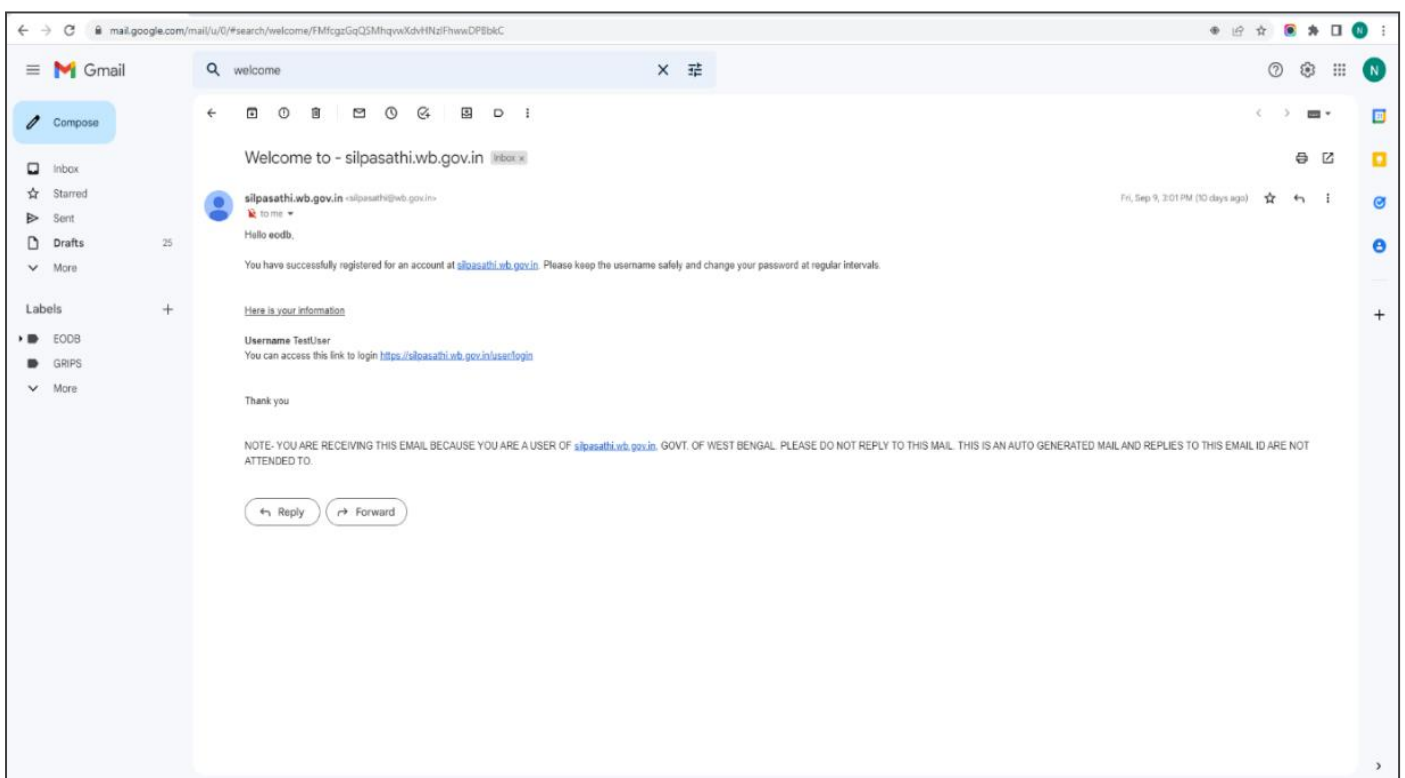 mail.google.com/mail/u/0/#search/welcome/FMfcgzGqQSMhqvwXdvHNzlFhwwDPBbkC
N
Gmail
welcome
N
Compose
Welcome to - silpasathi.wb.gov.in Inbox x
Inbox
Starred
silpasathi.wb.gov.in <silpasathi@wb.gov.in>
Fri, Sep 9, 3:01 PM (10 days ago)
to me
Sent
Hello eodb,
Drafts 25
More
You have successfully registered for an account at silpasathi.wb.gov.in. Please keep the username safely and change your password at regular intervals.
Labels
Here is your information
EODB
Username TestUser
You can access this link to login https://silpasathi.wb.gov.in/user/login
GRIPS
More
Thank you
NOTE- YOU ARE RECEIVING THIS EMAIL BECAUSE YOU ARE A USER OF silpasathi.wb.gov.in, GOVT. OF WEST BENGAL. PLEASE DO NOT REPLY TO THIS MAIL. THIS IS AN AUTO GENERATED MAIL AND REPLIES TO THIS EMAIL ID ARE NOT
ATTENDED TO.
Reply
Forward